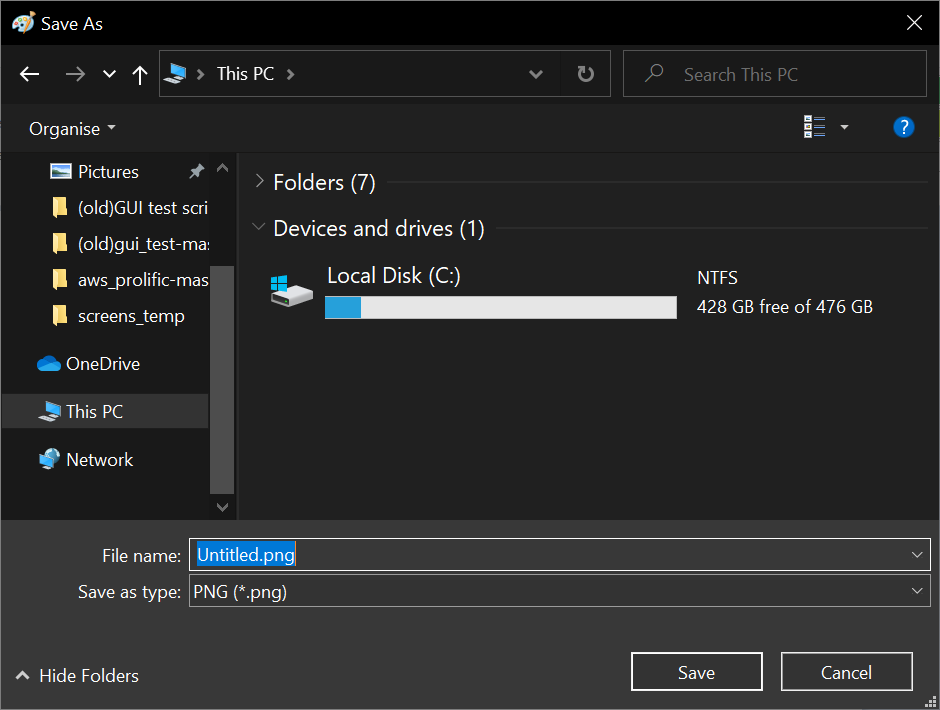 Save As
This PC
Search This PC
Organise
?
Pictures
(old)GUI test scri
(old)gui_test-mas
aws_prolific-mas
screens_temp
OneDrive
This PC
Network
Folders (7)
Devices and drives (1)
Local Disk (C:)
NTFS
428 GB free of 476 GB
File name: Untitled.png
Save as type: PNG (*.png)
Hide Folders
Save
Cancel